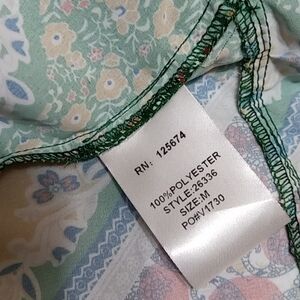 RN: 125674
100%POLYESTER
STYLE:26336
SIZE:M
PO#V1730